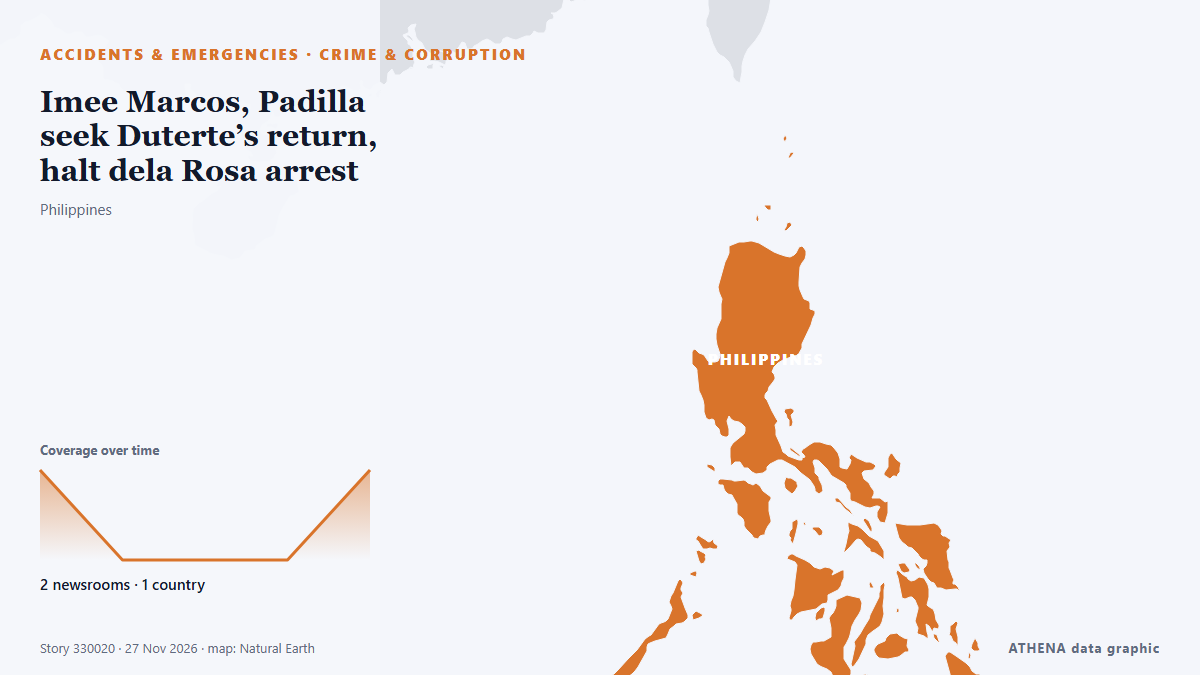 ACCIDENTS & EMERGENCIES · CRIME & CORRUPTION
Imee Marcos, Padilla
seek Duterte’s return,
halt dela Rosa arrest
Philippines
PHILIPPINES
Coverage over time
2 newsrooms · 1 country
Story 330020 · 27 Nov 2026 · map: Natural Earth
ATHENA data graphic